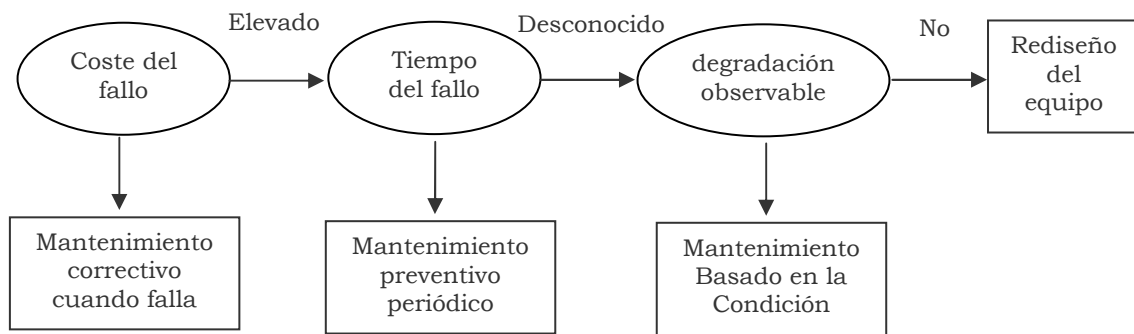 Coste del
fallo
Elevado
Tiempo
del fallo
Desconocido
degradación
observable
No
Rediseño
del
equipo
Mantenimiento
correctivo
cuando falla
Mantenimiento
preventivo
periódico
Mantenimiento
Basado en la
Condición